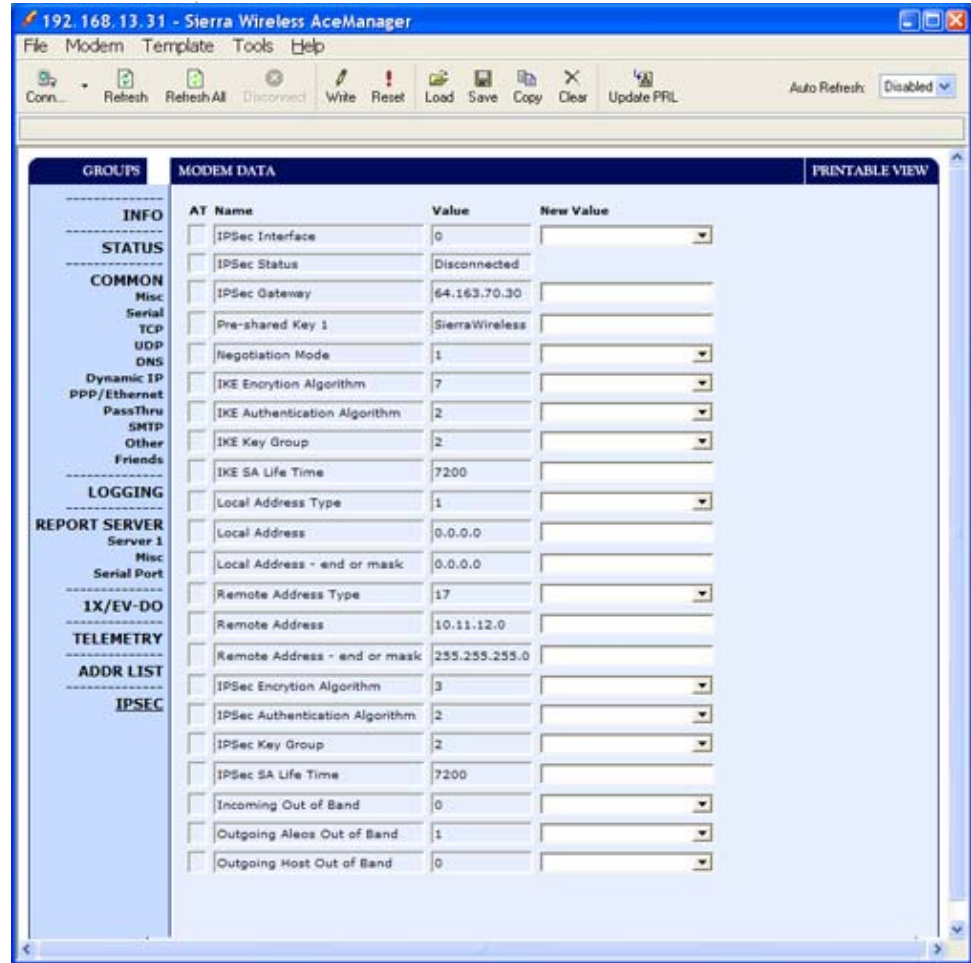 192.168.13.31 - Sierra Wireless AceManager
File Modem Template Tools Help
Conn... Refresh Refresh All Disconnect Write Reset Load Save Copy Clear Update PRL Auto Refresh: Disabled
GROUPS MODEM DATA PRINTABLE VIEW
INFO
STATUS
COMMON
Misc
Serial
TCP
UDP
DNS
Dynamic IP
PPP/Ethernet
PassThru
SMTP
Other
Friends
LOGGING
REPORT SERVER
Server 1
Misc
Serial Port
1X/EV-DO
TELEMETRY
ADDR LIST
IPSEC
AT Name Value New Value
IPSec Interface 0
IPSec Status Disconnected
IPSec Gateway 64.163.70.30
Pre-shared Key 1 SierraWireless
Negotiation Mode 1
IKE Encrytion Algorithm 7
IKE Authentication Algorithm 2
IKE Key Group 2
IKE SA Life Time 7200
Local Address Type 1
Local Address 0.0.0.0
Local Address - end or mask 0.0.0.0
Remote Address Type 17
Remote Address 10.11.12.0
Remote Address - end or mask 255.255.255.0
IPSec Encrytion Algorithm 3
IPSec Authentication Algorithm 2
IPSec Key Group 2
IPSec SA Life Time 7200
Incoming Out of Band 0
Outgoing Aleos Out of Band 1
Outgoing Host Out of Band 0